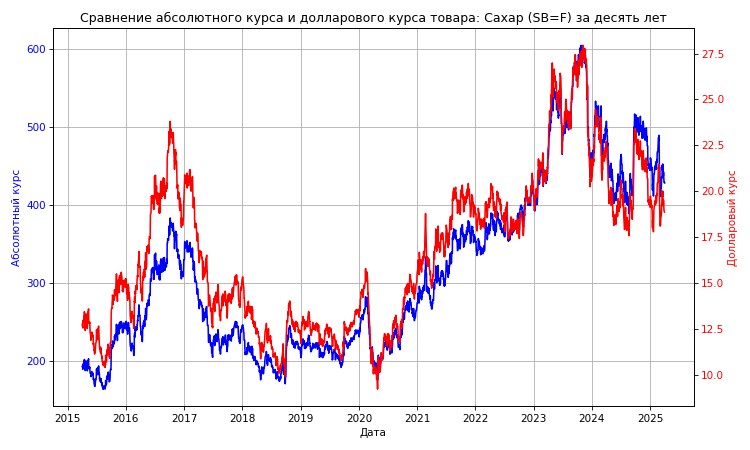 Сравнение абсолютного курса и долларового курса товара: Сахар (SB=F) за десять лет
600
500
400
300
200
Абсолютный курс
27.5
25.0
22.5
20.0
17.5
15.0
12.5
10.0
Долларовый курс
2015 2016 2017 2018 2019 2020 2021 2022 2023 2024 2025
Дата